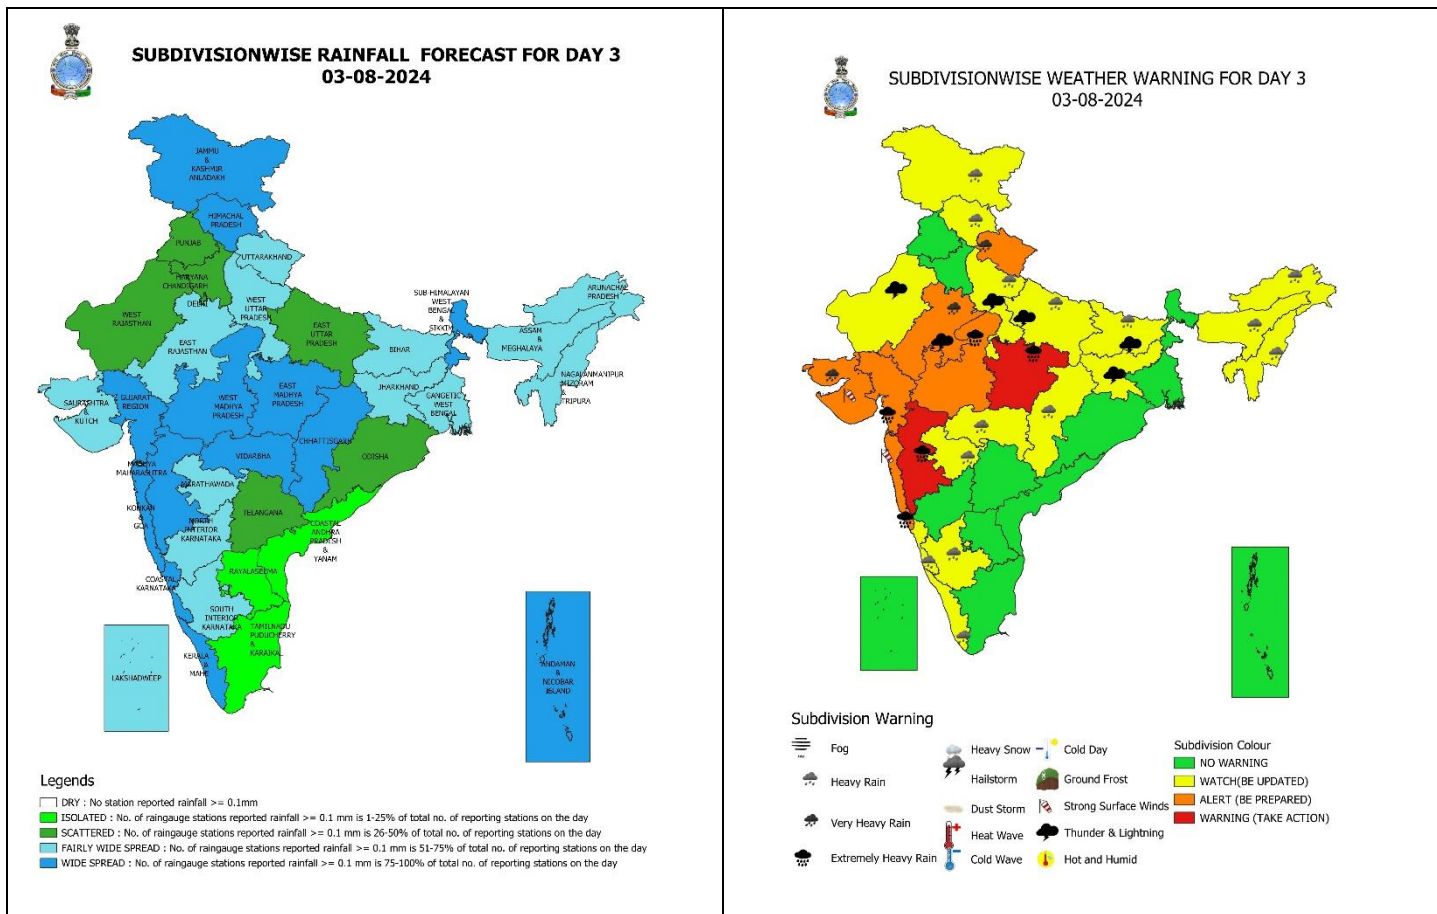 SUBDIVISIONWISE RAINFALL FORECAST FOR DAY 3
03-08-2024
JAMMU
&
KASHMIR
ANLADAKH
HIMACHAL
PRADESH
PUNJAB
UTTARAKHAND
HARYANA
CHANDIGARH
&
DELHI
WEST
UTTAR
PRADESH
WEST
RAJASTHAN
EAST
RAJASTHAN
EAST
UTTAR
PRADESH
SUB-HIMALAYAN
WEST
BENGAL
&
SIKKIM
ARUNACHAL
PRADESH
ASSAM
&
MEGHALAYA
BIHAR
NAGALANMANIPUR
MIZORAM
&
TRIPURA
JHARKHAND
GANGETIC
WEST
BENGAL
SAURASHTRA
&
KUTCH
GUJARAT
REGION
WEST
MADHYA
PRADESH
EAST
MADHYA
PRADESH
CHHATTISGARH
ODISHA
VIDARBHA
MADHYA
MAHARASHTRA
MARATHAWADA
KONKAN
&
GOA
TELANGANA
NORTH
INTERIOR
KARNATAKA
COASTAL
ANDHRA
PRADESH
&
YANAM
RAYALASEEMA
COASTAL
KARNATAKA
SOUTH
INTERIOR
KARNATAKA
TAMILNADU
PUDUCHERRY
&
KARAIKAL
KERALA
&
MAHE
LAKSHADWEEP
ANDAMAN
&
NICOBAR
ISLAND
Legends
DRY : No station reported rainfall >= 0.1mm
ISOLATED : No. of raingauge stations reported rainfall >= 0.1 mm is 1-25% of total no. of reporting stations on the day
SCATTERED : No. of raingauge stations reported rainfall >= 0.1 mm is 26-50% of total no. of reporting stations on the day
FAIRLY WIDE SPREAD : No. of raingauge stations reported rainfall >= 0.1 mm is 51-75% of total no. of reporting stations on the day
WIDE SPREAD : No. of raingauge stations reported rainfall >= 0.1 mm is 75-100% of total no. of reporting stations on the day
SUBDIVISIONWISE WEATHER WARNING FOR DAY 3
03-08-2024
Subdivision Warning
Fog
Heavy Rain
Very Heavy Rain
Extremely Heavy Rain
Heavy Snow
Hailstorm
Dust Storm
Heat Wave
Cold Wave
Cold Day
Ground Frost
Strong Surface Winds
Thunder & Lightning
Hot and Humid
Subdivision Colour
NO WARNING
WATCH(BE UPDATED)
ALERT (BE PREPARED)
WARNING (TAKE ACTION)